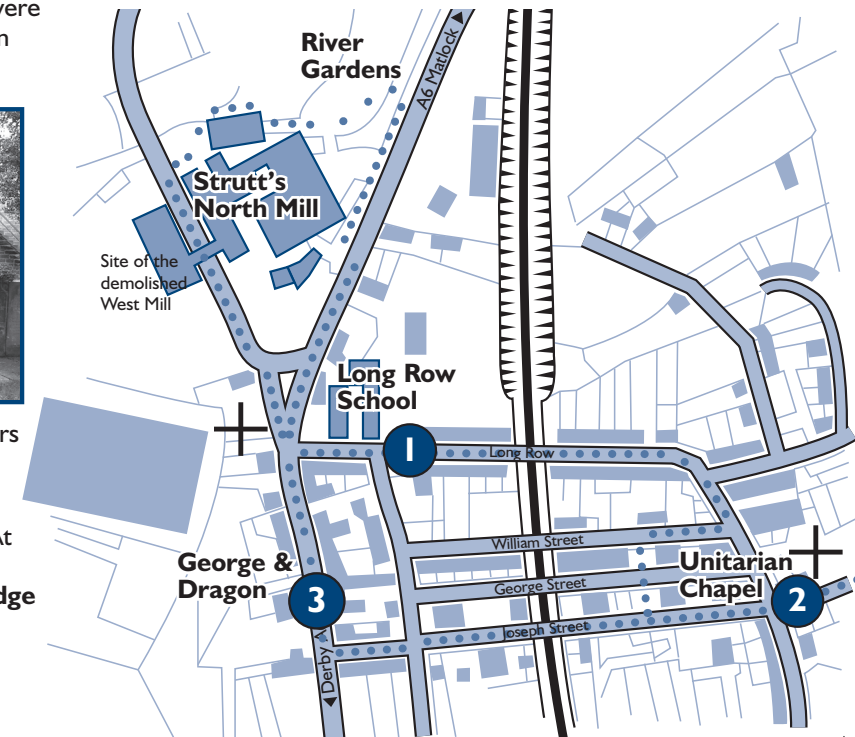 River
Gardens
A6 Matlock
Strutt's
North Mill
Site of the
demolished
West Mill
Long Row
School
1
Long Row
rs
At
William Street
George &
Dragon
Unitarian
Chapel
George Street
dge
3
2
Joseph Street
Derby